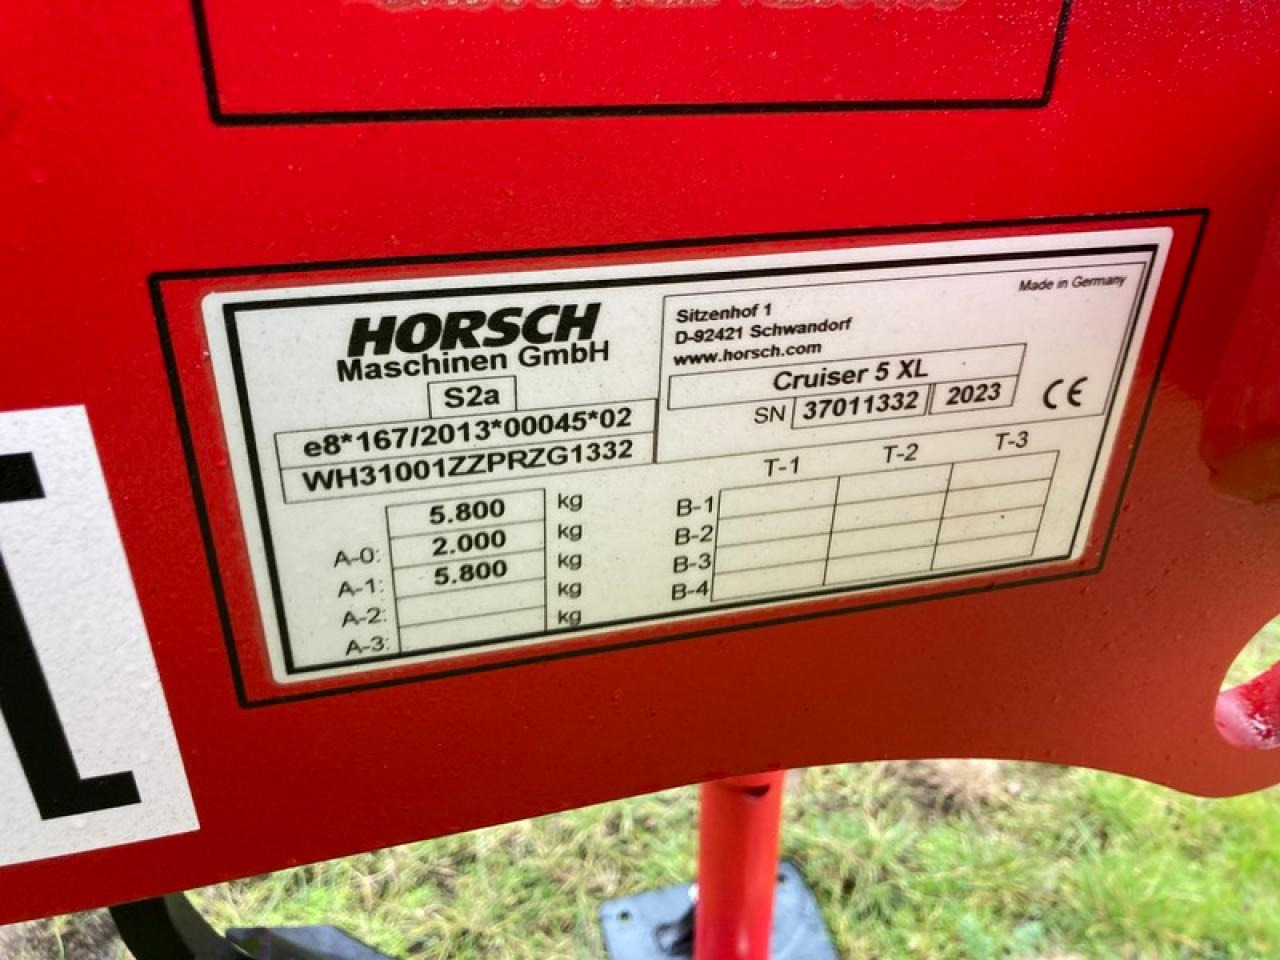 HORSCH
Maschinen GmbH
S2a
e8*167/2013*00045*02
WH31001ZZPRZG1332
Made in Germany
Sitzenhof 1
D-92421 Schwandorf
www.horsch.com
Cruiser 5 XL
SN 37011332 2023 CE
5.800 kg
A-0: 2.000 kg
A-1: 5.800 kg
A-2: kg
A-3: kg
T-1 T-2 T-3
B-1
B-2
B-3
B-4